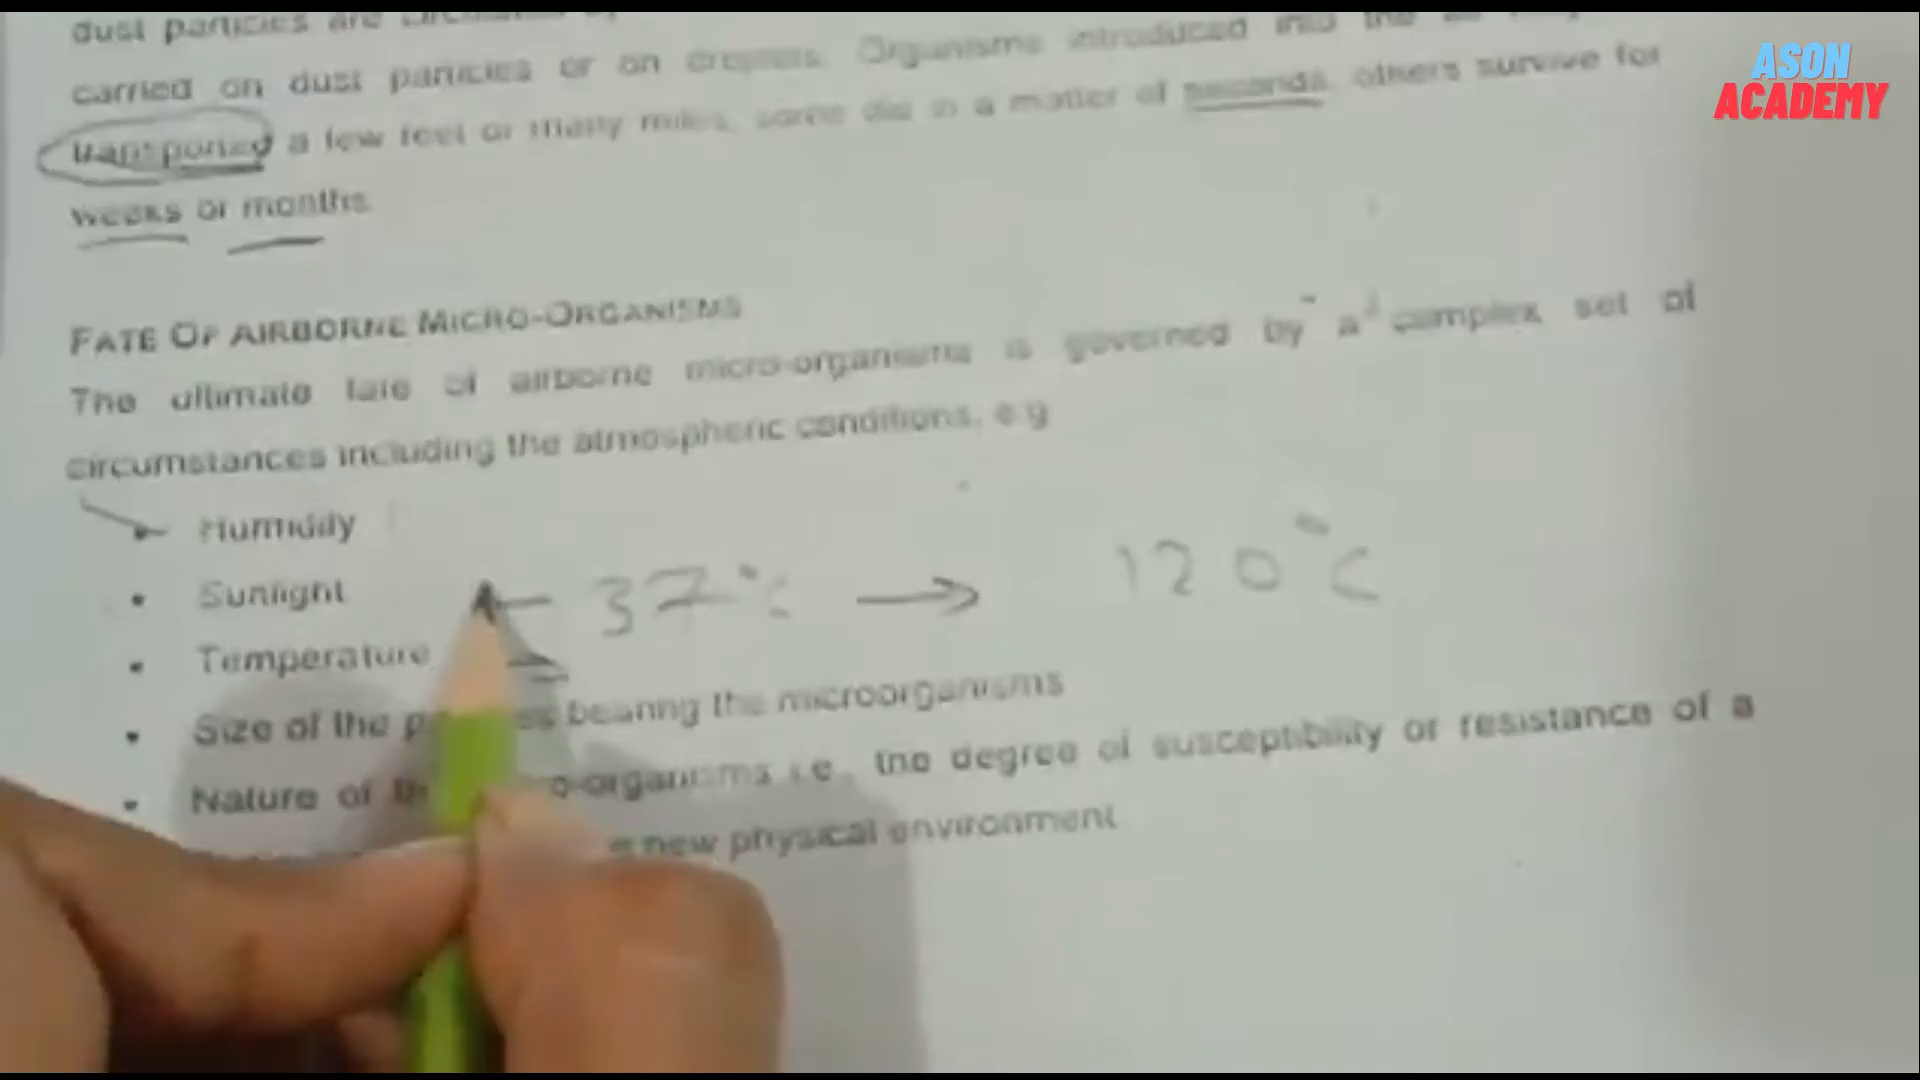 dust particles are
carried on dust particles or on droplets. Organisms introduced into the
transported a few feet or many miles, some die in a matter of seconds, others survive for
weeks or months
FATE OF AIRBORNE MICRO-ORGANISMS
The ultimate fate of airborne micro-organisms is governed by a complex set of
circumstances including the atmospheric conditions, e.g
Humidity
Sunlight
← 37°C → 120°C
Temperature
Size of the bearing the microorganisms
Nature of organisms i.e., the degree of susceptibility or resistance of a
new physical environment
ASON
ACADEMY